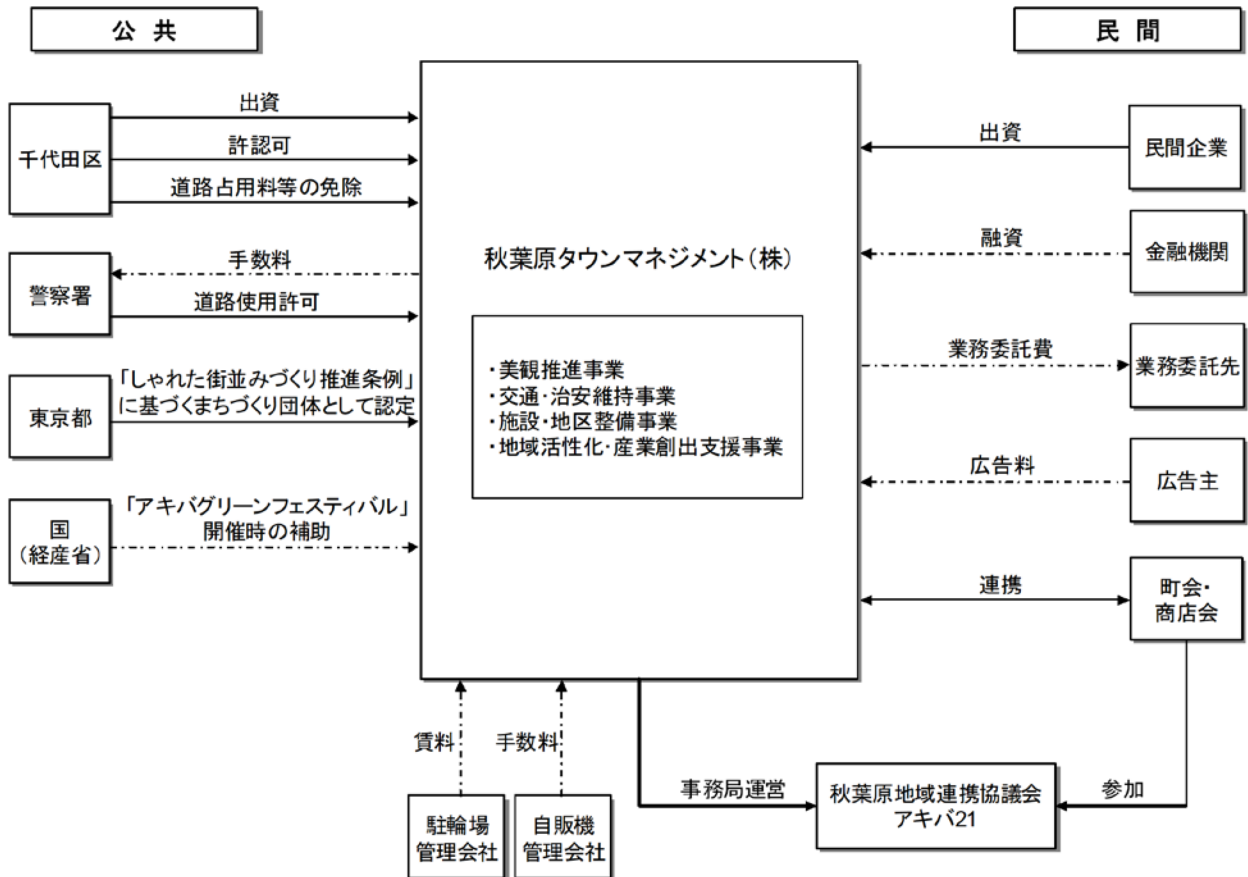 公 共
民 間
千代田区
出資
許認可
道路占用料等の免除
警察署
手数料
道路使用許可
東京都
「しゃれた街並みづくり推進条例」
に基づくまちづくり団体として認定
国
（経産省）
「アキバグリーンフェスティバル」
開催時の補助
秋葉原タウンマネジメント（株）
・美観推進事業
・交通・治安維持事業
・施設・地区整備事業
・地域活性化・産業創出支援事業
出資
民間企業
融資
金融機関
業務委託費
業務委託先
広告料
広告主
連携
町会・
商店会
賃料
手数料
駐輪場
管理会社
自販機
管理会社
事務局運営
秋葉原地域連携協議会
アキバ21
参加